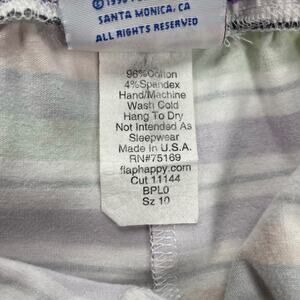 SANTA MONICA, CA
ALL RIGHTS RESERVED
96% Cotton
4% Spandex
Hand/Machine
Wash Cold
Hang To Dry
Not Intended As
Sleepwear
Made in U.S.A.
RN#75169
flaphappy.com
Cut 11144
BPL0
Sz 10